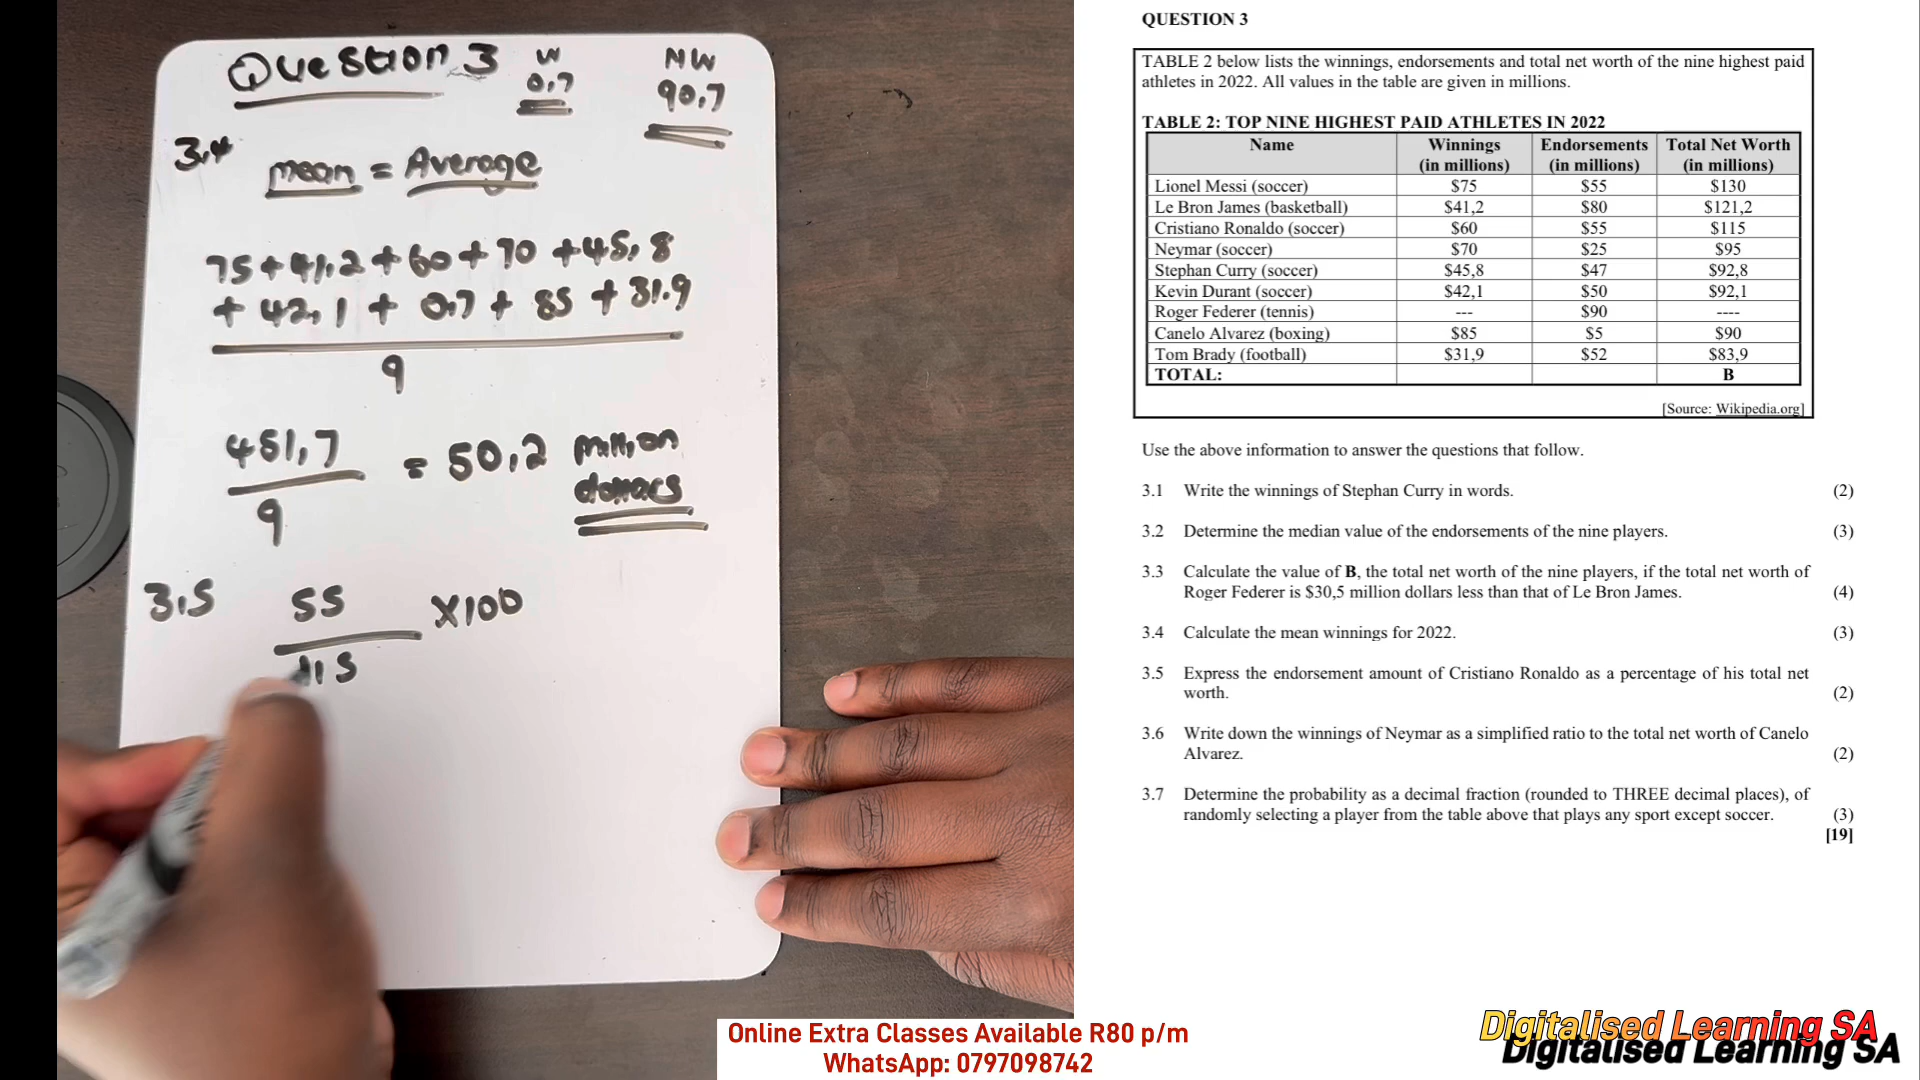 Question 3
W
0.7
NW
90.7
3.4
mean = Average
75+41.2+60+70+45,8
+ 42,1 + 0.7 + 85 + 31.9
9
451,7
9
= 50,2 million
dollars
3.5
55
115
X100
QUESTION 3
TABLE 2 below lists the winnings, endorsements and total net worth of the nine highest paid
athletes in 2022. All values in the table are given in millions.
TABLE 2: TOP NINE HIGHEST PAID ATHLETES IN 2022
Name Winnings (in millions) Endorsements (in millions) Total Net Worth (in millions)
Lionel Messi (soccer) $75 $55 $130
Le Bron James (basketball) $41,2 $80 $121,2
Cristiano Ronaldo (soccer) $60 $55 $115
Neymar (soccer) $70 $25 $95
Stephan Curry (soccer) $45,8 $47 $92,8
Kevin Durant (soccer) $42,1 $50 $92,1
Roger Federer (tennis) --- $90 ----
Canelo Alvarez (boxing) $85 $5 $90
Tom Brady (football) $31,9 $52 $83,9
TOTAL: B
[Source: Wikipedia.org]
Use the above information to answer the questions that follow.
3.1 Write the winnings of Stephan Curry in words. (2)
3.2 Determine the median value of the endorsements of the nine players. (3)
3.3 Calculate the value of B, the total net worth of the nine players, if the total net worth of
Roger Federer is $30,5 million dollars less than that of Le Bron James. (4)
3.4 Calculate the mean winnings for 2022. (3)
3.5 Express the endorsement amount of Cristiano Ronaldo as a percentage of his total net
worth. (2)
3.6 Write down the winnings of Neymar as a simplified ratio to the total net worth of Canelo
Alvarez. (2)
3.7 Determine the probability as a decimal fraction (rounded to THREE decimal places), of
randomly selecting a player from the table above that plays any sport except soccer. (3)
[19]
Online Extra Classes Available R80 p/m
WhatsApp: 0797098742
Digitalised Learning SA
Digitalised Learning SA